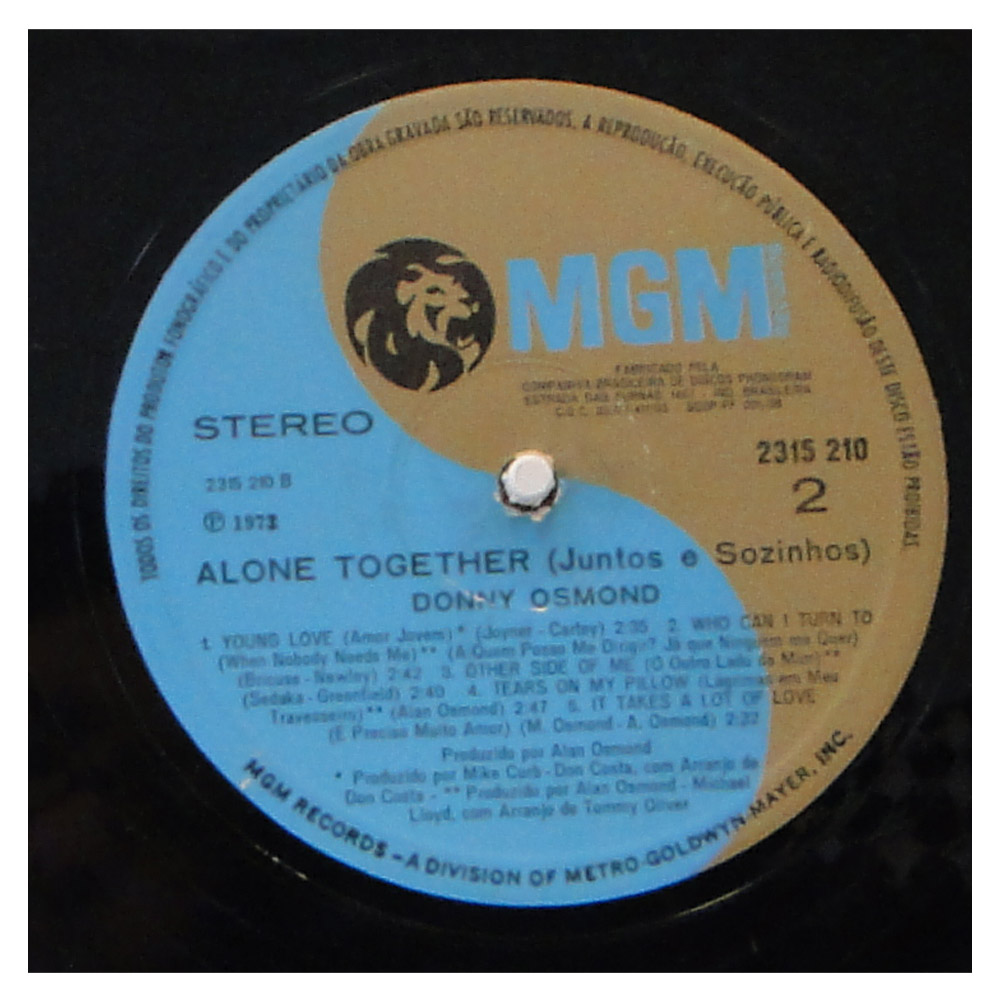 TODOS OS DIREITOS DO PRODUTOR FONOGRÁFICO E DO PROPRIETÁRIO DA OBRA GRAVADA SÃO RESERVADOS. A REPRODUÇÃO, EXECUÇÃO PÚBLICA E RADIODIFUSÃO DESTE DISCO ESTÃO PROIBIDAS.
MGM
FABRICADO PELA
COMPANHIA BRASILEIRA DE DISCOS PHONOGRAM
ESTRADA DAS FURNAS RIO BRASILEIRA
STEREO
2315 210
2315 210 B
2
Ⓟ 1973
ALONE TOGETHER (Juntos e Sozinhos)
DONNY OSMOND
1. YOUNG LOVE (Amor Jovem)* (Joyner - Cartey) 2:35 2. WHO CAN I TURN TO
(When Nobody Needs Me)** (A Quem Posso Me Dirigir? Já que Ninguém me Quer)
(Bricuse - Newley) 2:42 3. OTHER SIDE OF ME (O Outro Lado de Mim)**
(Sedaka - Greenfield) 2:40 4. TEARS ON MY PILLOW (Lágrimas em Meu
Travesseiro)** (Alan Osmond) 2:47 5. IT TAKES A LOT OF LOVE
(É Preciso Muito Amor) (M. Osmond - A. Osmond) 2:32
Produzido por Alan Osmond
* Produzido por Mike Curb - Don Costa, com Arranjo de
Don Costa - ** Produzido por Alan Osmond - Michael
Lloyd, com Arranjo de Tommy Oliver
MGM RECORDS – A DIVISION OF METRO-GOLDWYN-MAYER, INC.